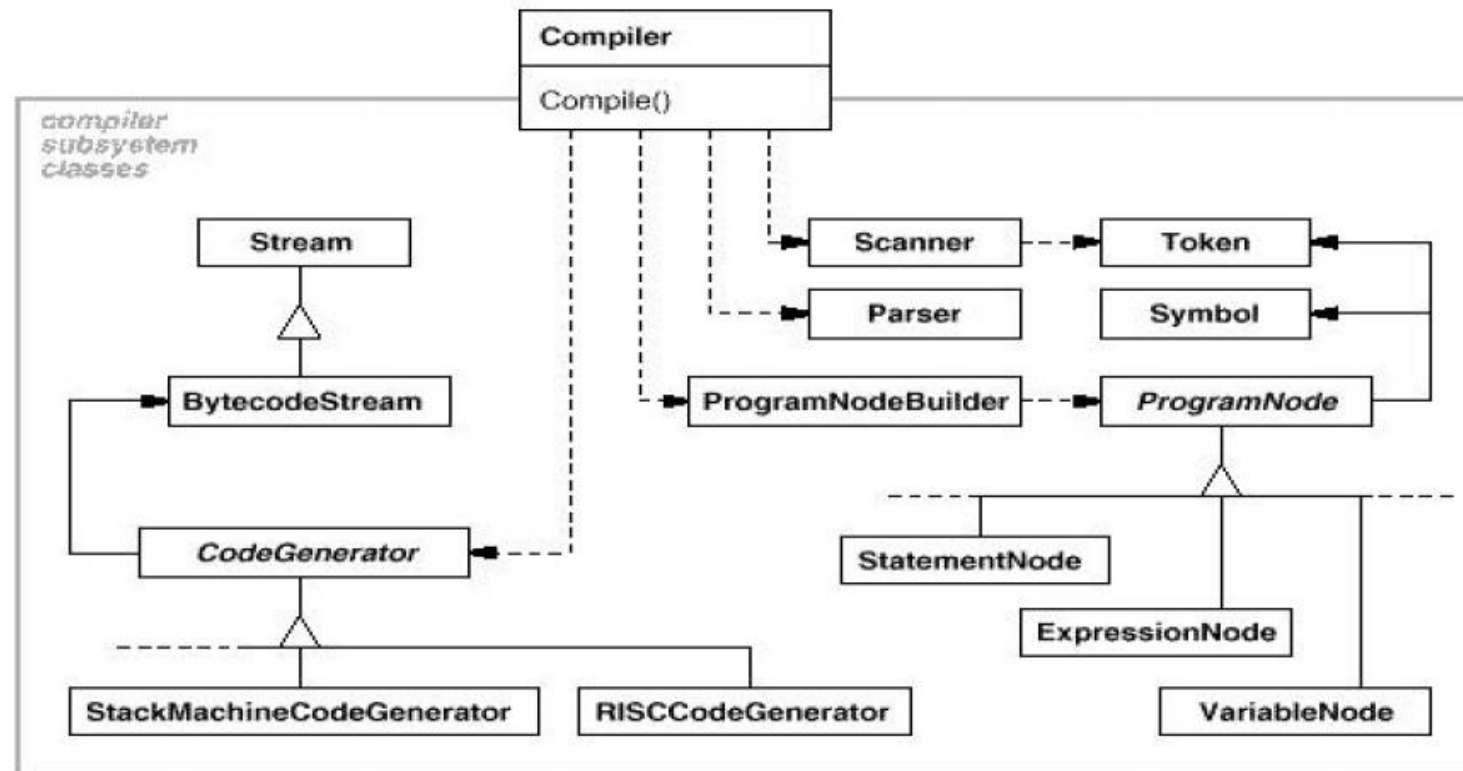 Compiler
Compile()
compiler
subsystem
classes
Stream
Scanner
Token
Parser
Symbol
BytecodeStream
ProgramNodeBuilder
ProgramNode
CodeGenerator
StatementNode
ExpressionNode
StackMachineCodeGenerator
RISCCodeGenerator
VariableNode